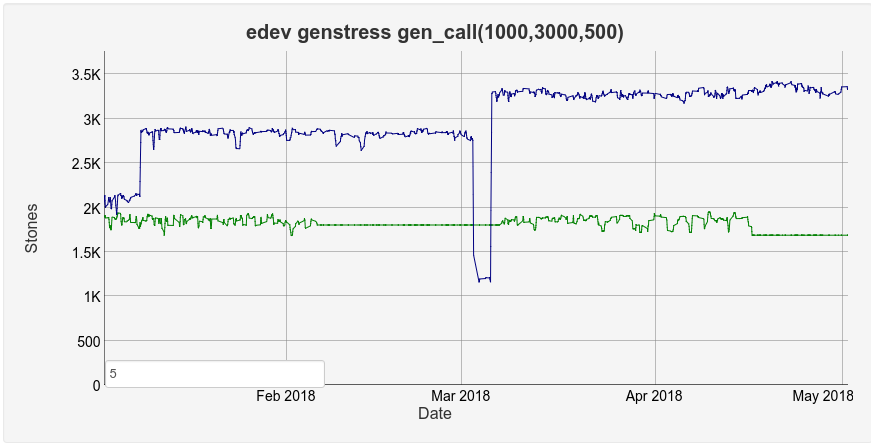 edev genstress gen_call(1000,3000,500)
3.5K
3K
2.5K
2K
1.5K
1K
500
0
Stones
5
Feb 2018 Mar 2018 Apr 2018 May 2018
Date